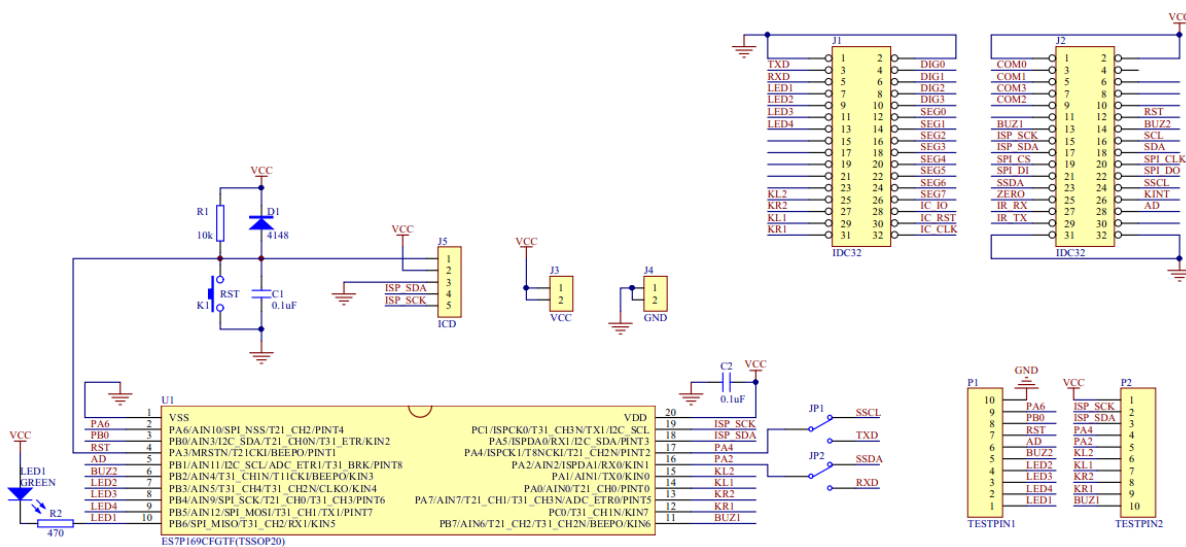 VCC
J1
J2
1 2
1 2
TXD 3 4 DIG0
COM0 3 4
RXD 5 6 DIG1
COM1 5 6
LED1 7 8 DIG2
COM3 7 8
LED2 9 10 DIG3
COM2 9 10
LED3 11 12 SEG0
11 12 RST
LED4 13 14 SEG1
BUZ1 13 14 BUZ2
15 16 SEG2
ISP_SCK 15 16 SCL
17 18 SEG3
ISP_SDA 17 18 SDA
19 20 SEG4
SPI_CS 19 20 SPI_CLK
21 22 SEG5
SPI_DI 21 22 SPI_DO
23 24 SEG6
SSDA 23 24 SSCL
KL2 25 26 SEG7
ZERO 25 26 KINT
KR2 27 28 IC_IO
IR_RX 27 28 AD
KL1 29 30 IC_RST
IR_TX 29 30
KR1 31 32 IC_CLK
31 32
IDC32
IDC32
VCC
R1
10k
D1
4148
K1
RST
C1
0.1uF
VCC
J5
1
2
3
ISP_SDA 4
ISP_SCK 5
ICD
VCC
J3
1
2
VCC
J4
1
2
GND
C2
0.1uF
VCC
U1
1 VSS
PA6 2 PA6/AIN10/SPI_NSS/T21_CH2/PINT4
PB0 3 PB0/AIN3/I2C_SDA/T21_CH0N/T31_ETR/KIN2
RST 4 PA3/MRSTN/T21CKI/BEEPO/PINT1
AD 5 PB1/AIN11/I2C_SCL/ADC_ETR1/T31_BRK/PINT8
BUZ2 6 PB2/AIN4/T31_CH1N/T11CKI/BEEPO/KIN3
LED2 7 PB3/AIN5/T31_CH4/T31_CH2N/CLKO/KIN4
LED3 8 PB4/AIN9/SPI_SCK/T21_CH0/T31_CH3/PINT6
LED4 9 PB5/AIN12/SPI_MOSI/T31_CH1/TX1/PINT7
LED1 10 PB6/SPI_MISO/T31_CH2/RX1/KIN5
VDD 20
PC1/ISPCK0/T31_CH3N/TX1/I2C_SCL 19 ISP_SCK
PA5/ISPDA0/RX1/I2C_SDA/PINT3 18 ISP_SDA
PA4/ISPCK1/T8NCKI/T21_CH2N/PINT2 17 PA4
PA2/AIN2/ISPDA1/RX0/KIN1 16 PA2
PA1/AIN1/TX0/KIN0 15 KL2
PA0/AIN0/T21_CH0/PINT0 14 KL1
PA7/AIN7/T21_CH1/T31_CH3N/ADC_ETR0/PINT5 13 KR2
PC0/T31_CH1N/KIN7 12 KR1
PB7/AIN6/T21_CH2/T31_CH2N/BEEPO/KIN6 11 BUZ1
ES7P169CFGTF(TSSOP20)
VCC
LED1
GREEN
R2
470
JP1
SSCL
TXD
JP2
SSDA
RXD
P1
GND
10
9 PA6
8 PB0
7 RST
6 AD
5 BUZ2
4 LED2
3 LED3
2 LED4
1 LED1
TESTPIN1
VCC
P2
1
ISP_SCK 2
ISP_SDA 3
PA4 4
PA2 5
KL2 6
KL1 7
KR2 8
KR1 9
BUZ1 10
TESTPIN2